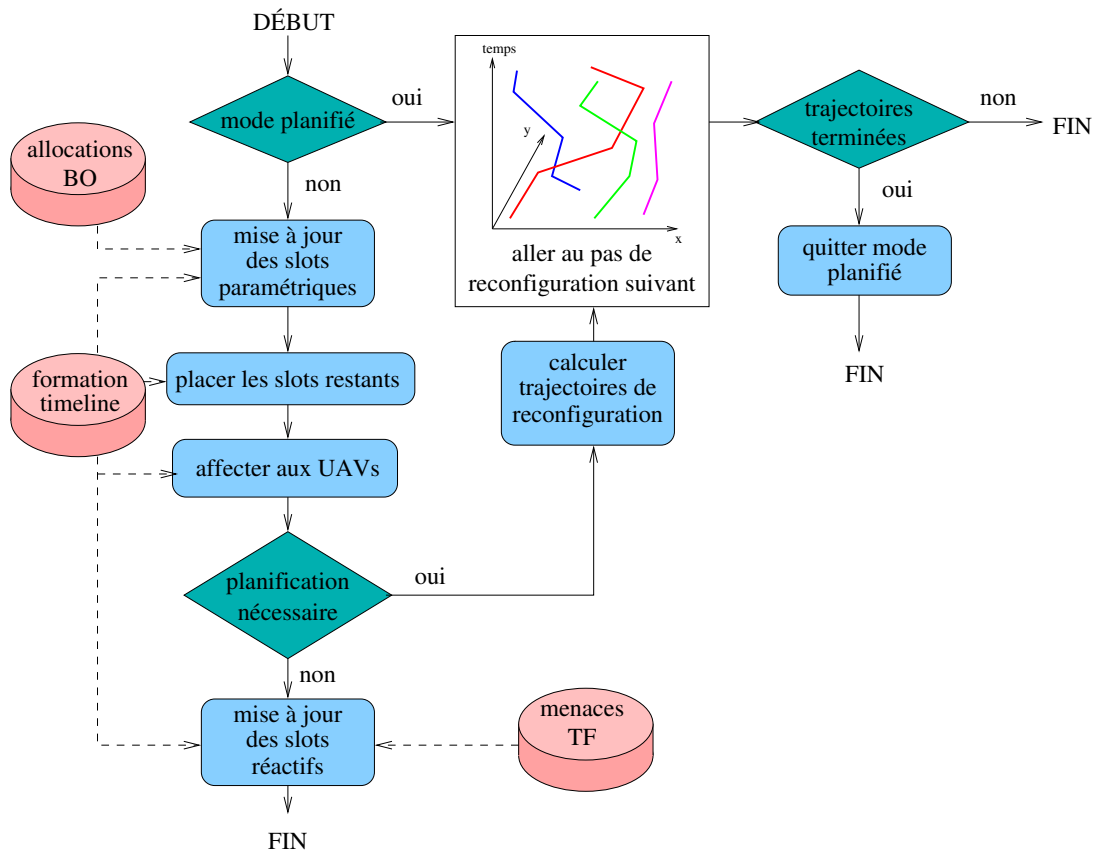 DÉBUT
mode planifié
oui
non
allocations
BO
mise à jour
des slots
paramétriques
formation
timeline
placer les slots restants
affecter aux UAVs
planification
nécessaire
oui
non
mise à jour
des slots
réactifs
menaces
TF
FIN
temps
y
x
aller au pas de
reconfiguration suivant
calculer
trajectoires de
reconfiguration
trajectoires
terminées
non
FIN
oui
quitter mode
planifié
FIN